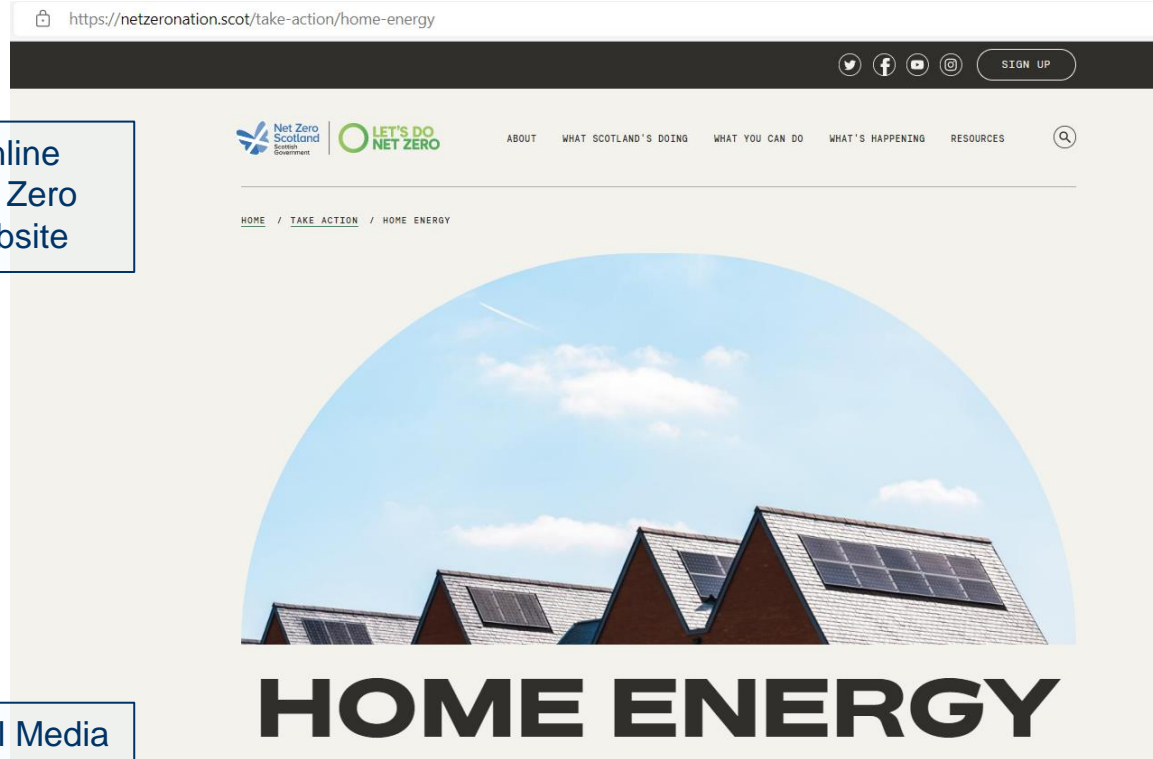 https://netzeronation.scot/take-action/home-energy
SIGN UP
Net Zero
Scotland
Scottish
Government
LET'S DO
NET ZERO
ABOUT WHAT SCOTLAND'S DOING WHAT YOU CAN DO WHAT'S HAPPENING RESOURCES
Zero
HOME / TAKE ACTION / HOME ENERGY
HOME ENERGY
Media